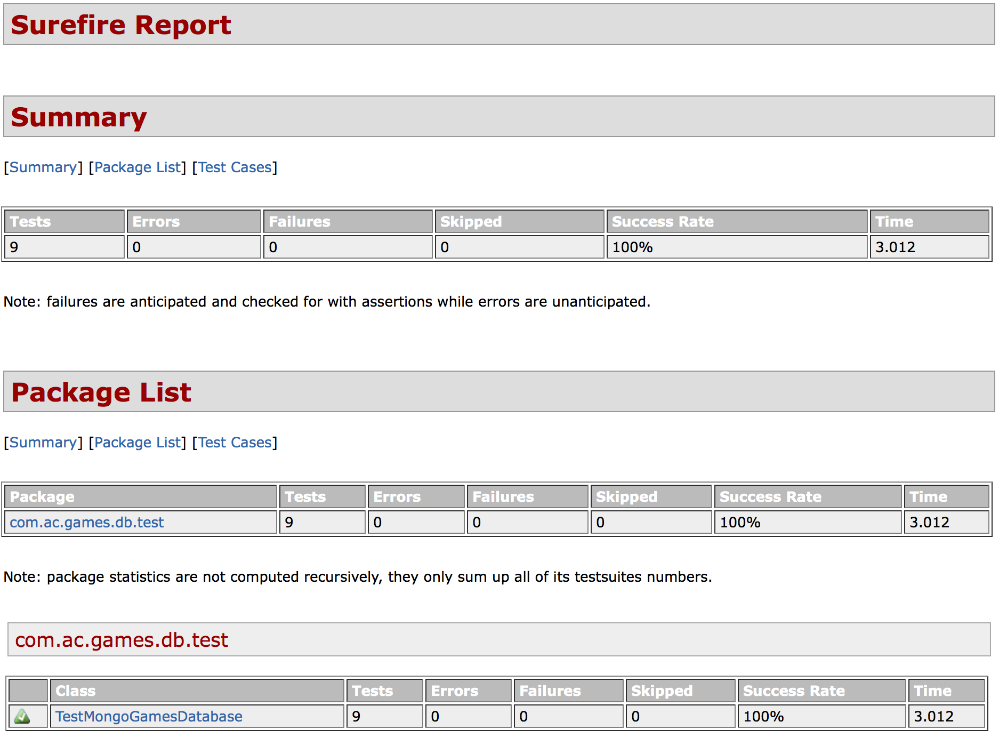 Surefire Report
Summary
[Summary] [Package List] [Test Cases]
Tests Errors Failures Skipped Success Rate Time
9 0 0 0 100% 3.012
Note: failures are anticipated and checked for with assertions while errors are unanticipated.
Package List
[Summary] [Package List] [Test Cases]
Package Tests Errors Failures Skipped Success Rate Time
com.ac.games.db.test 9 0 0 0 100% 3.012
Note: package statistics are not computed recursively, they only sum up all of its testsuites numbers.
com.ac.games.db.test
Class Tests Errors Failures Skipped Success Rate Time
TestMongoGamesDatabase 9 0 0 0 100% 3.012